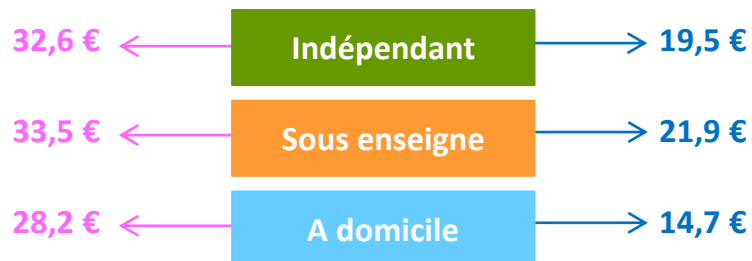 32,6 € Indépendant 19,5 €
33,5 € Sous enseigne 21,9 €
28,2 € A domicile 14,7 €